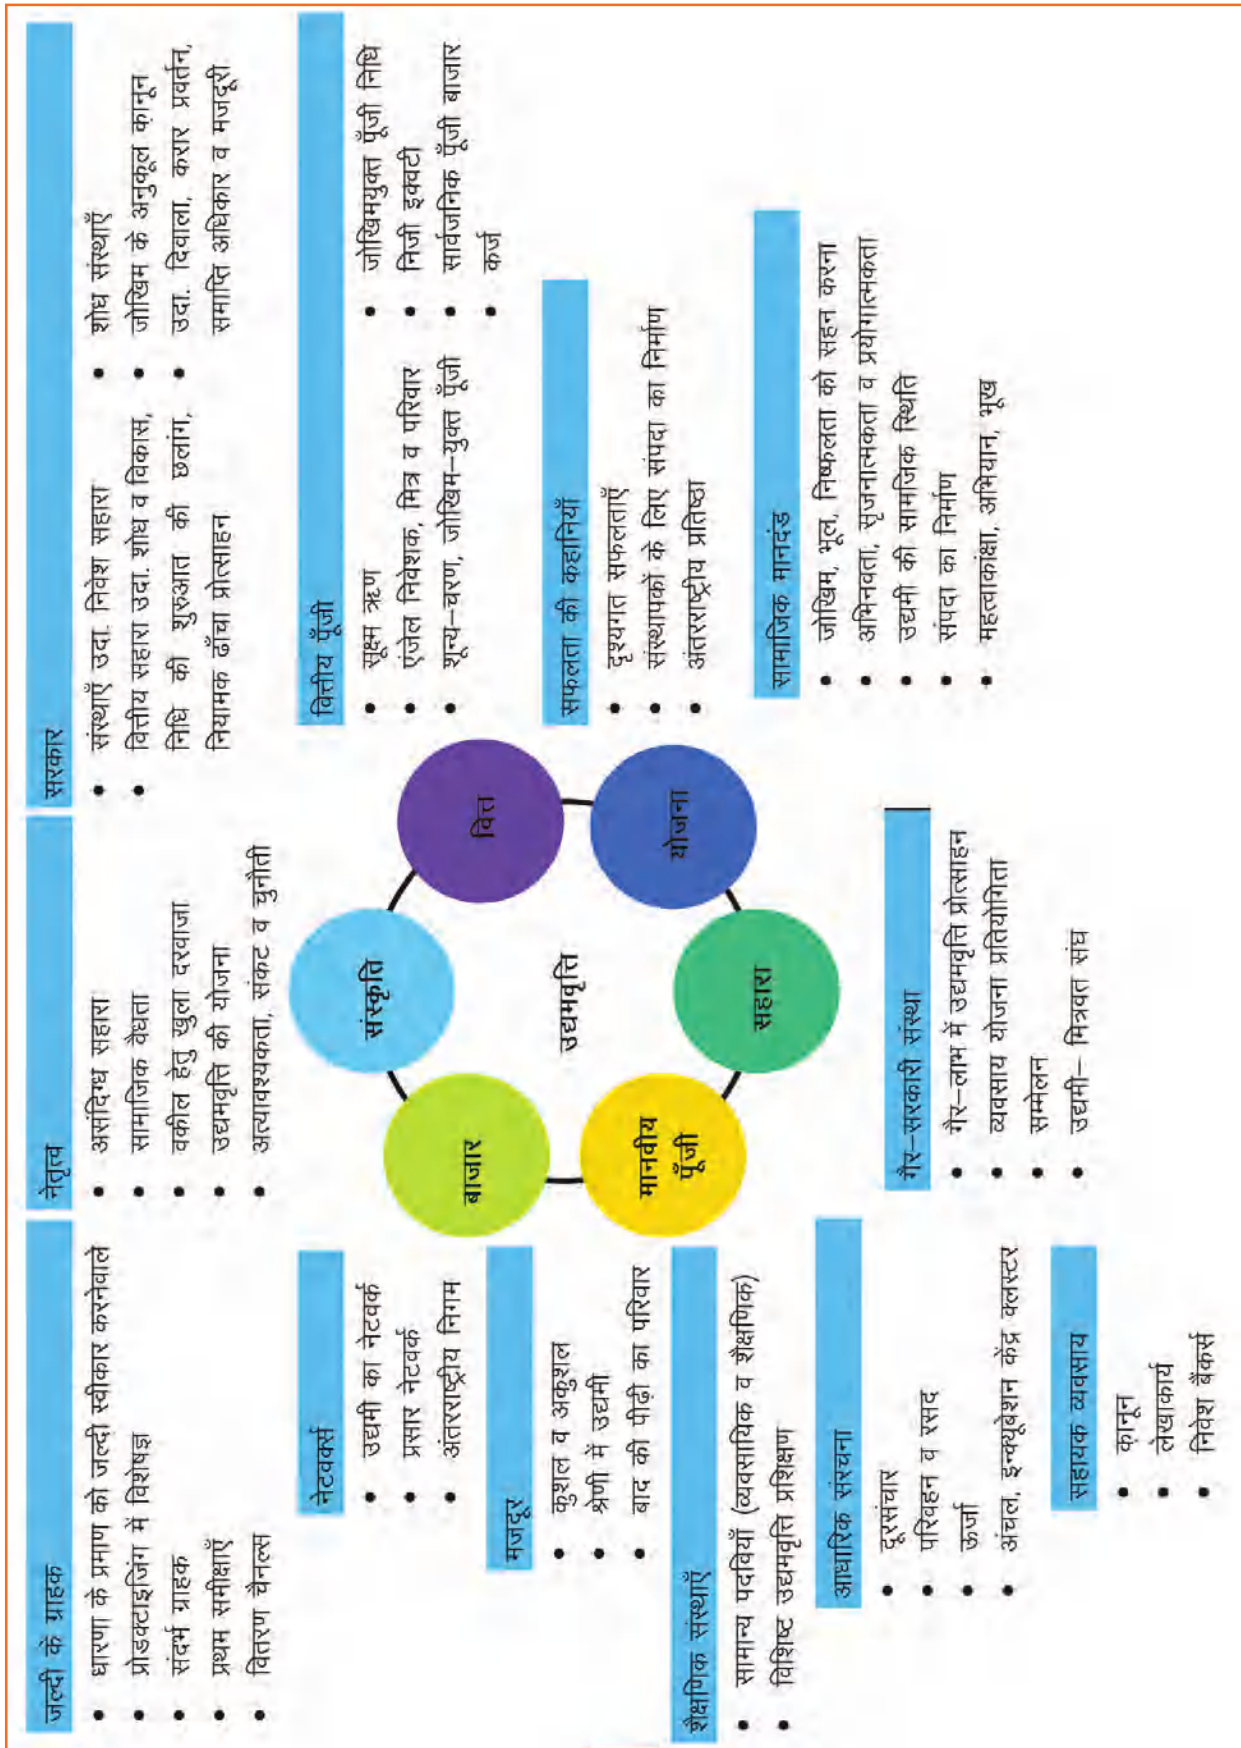 जल्दी के ग्राहक
• धारणा के प्रमाण को जल्दी स्वीकार करनेवाले
• प्रोडक्टाइजिंग में विशेषज्ञ
• संदर्भ ग्राहक
• प्रथम समीक्षाएँ
• वितरण चैनल्स
नेतृत्व
• असंदिग्ध सहारा
• सामाजिक वैधता
• वकील हेतु खुला दरवाजा
• उद्यमवृत्ति की योजना
• अत्यावश्यकता, संकट व चुनौती
सरकार
• संस्थाएँ उदा. निवेश सहारा
• वित्तीय सहारा उदा. शोध व विकास,
निधि की शुरुआत की छलांग,
नियामक ढाँचा प्रोत्साहन
• शोध संस्थाएँ
• जोखिम के अनुकूल क़ानून
• उदा. दिवाला, करार प्रवर्तन,
समाप्ति अधिकार व मजदूरी
नेटवर्क्स
• उद्यमी का नेटवर्क
• प्रसार नेटवर्क
• अंतरराष्ट्रीय निगम
मजदूर
• कुशल व अकुशल
• श्रेणी में उद्यमी
• बाद की पीढ़ी का परिवार
शैक्षणिक संस्थाएँ
• सामान्य पदवियाँ (व्यवसायिक व शैक्षणिक)
• विशिष्ट उद्यमवृत्ति प्रशिक्षण
संस्कृति
बाजार
वित्त
उद्यमवृत्ति
मानवीय
पूँजी
योजना
सहारा
वित्तीय पूँजी
• सूक्ष्म ऋण
• एंजेल निवेशक, मित्र व परिवार
• शून्य–चरण, जोखिम–युक्त पूँजी
• जोखिमयुक्त पूँजी निधि
• निजी इक्वटी
• सार्वजनिक पूँजी बाजार
• कर्ज
सफलता की कहानियाँ
• दृश्यगत सफलताएँ
• संस्थापकों के लिए संपदा का निर्माण
• अंतरराष्ट्रीय प्रतिष्ठा
सामाजिक मानदंड
• जोखिम, भूल, निष्फलता को सहन करना
• अभिनवता, सृजनात्मकता व प्रयोगात्मकता
• उद्यमी की सामाजिक स्थिति
• संपदा का निर्माण
• महत्वाकांक्षा, अभियान, भूख
आधारिक संरचना
• दूरसंचार
• परिवहन व रसद
• ऊर्जा
• अंचल, इन्क्यूबेशन केंद्र क्लस्टर
गैर–सरकारी संस्था
• गैर–लाभ में उद्यमवृत्ति प्रोत्साहन
• व्यवसाय योजना प्रतियोगिता
• सम्मेलन
• उद्यमी– मित्रवत संघ
सहायक व्यवसाय
• क़ानून
• लेखाकार्य
• निवेश बैंकर्स